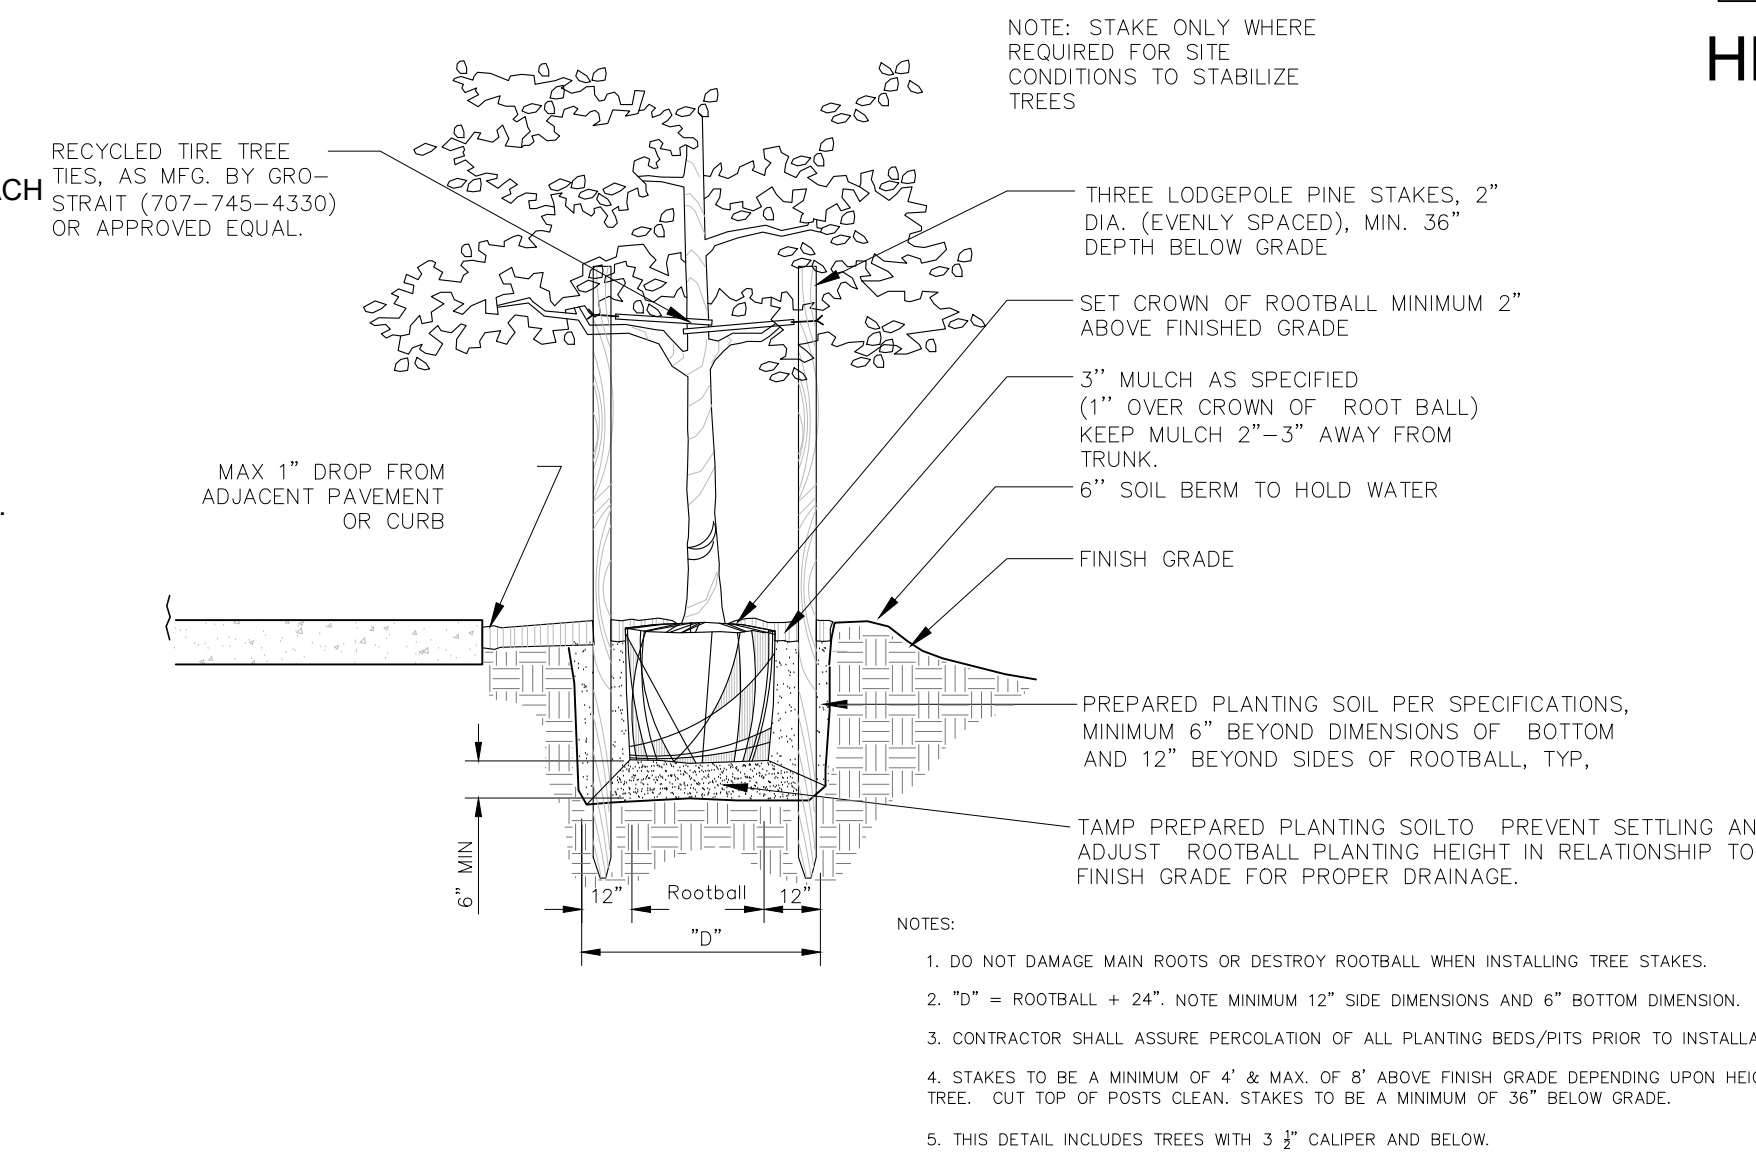 NOTE: STAKE ONLY WHERE
REQUIRED FOR SITE
CONDITIONS TO STABILIZE
TREES
RECYCLED TIRE TREE
TIES, AS MFG. BY GRO-
STRAIT (707-745-4330)
OR APPROVED EQUAL.
THREE LODGEPOLE PINE STAKES, 2"
DIA. (EVENLY SPACED), MIN. 36"
DEPTH BELOW GRADE
SET CROWN OF ROOTBALL MINIMUM 2"
ABOVE FINISHED GRADE
3'' MULCH AS SPECIFIED
(1'' OVER CROWN OF ROOT BALL)
KEEP MULCH 2"-3" AWAY FROM
TRUNK.
6'' SOIL BERM TO HOLD WATER
MAX 1" DROP FROM
ADJACENT PAVEMENT
OR CURB
FINISH GRADE
PREPARED PLANTING SOIL PER SPECIFICATIONS,
MINIMUM 6" BEYOND DIMENSIONS OF BOTTOM
AND 12" BEYOND SIDES OF ROOTBALL, TYP,
TAMP PREPARED PLANTING SOILTO PREVENT SETTLING AN
ADJUST ROOTBALL PLANTING HEIGHT IN RELATIONSHIP TO
FINISH GRADE FOR PROPER DRAINAGE.
6" MIN
12" Rootball 12"
"D"
NOTES:
1. DO NOT DAMAGE MAIN ROOTS OR DESTROY ROOTBALL WHEN INSTALLING TREE STAKES.
2. "D" = ROOTBALL + 24". NOTE MINIMUM 12" SIDE DIMENSIONS AND 6" BOTTOM DIMENSION.
3. CONTRACTOR SHALL ASSURE PERCOLATION OF ALL PLANTING BEDS/PITS PRIOR TO INSTALLA
4. STAKES TO BE A MINIMUM OF 4' & MAX. OF 8' ABOVE FINISH GRADE DEPENDING UPON HEI
TREE. CUT TOP OF POSTS CLEAN. STAKES TO BE A MINIMUM OF 36" BELOW GRADE.
5. THIS DETAIL INCLUDES TREES WITH 3 ½" CALIPER AND BELOW.